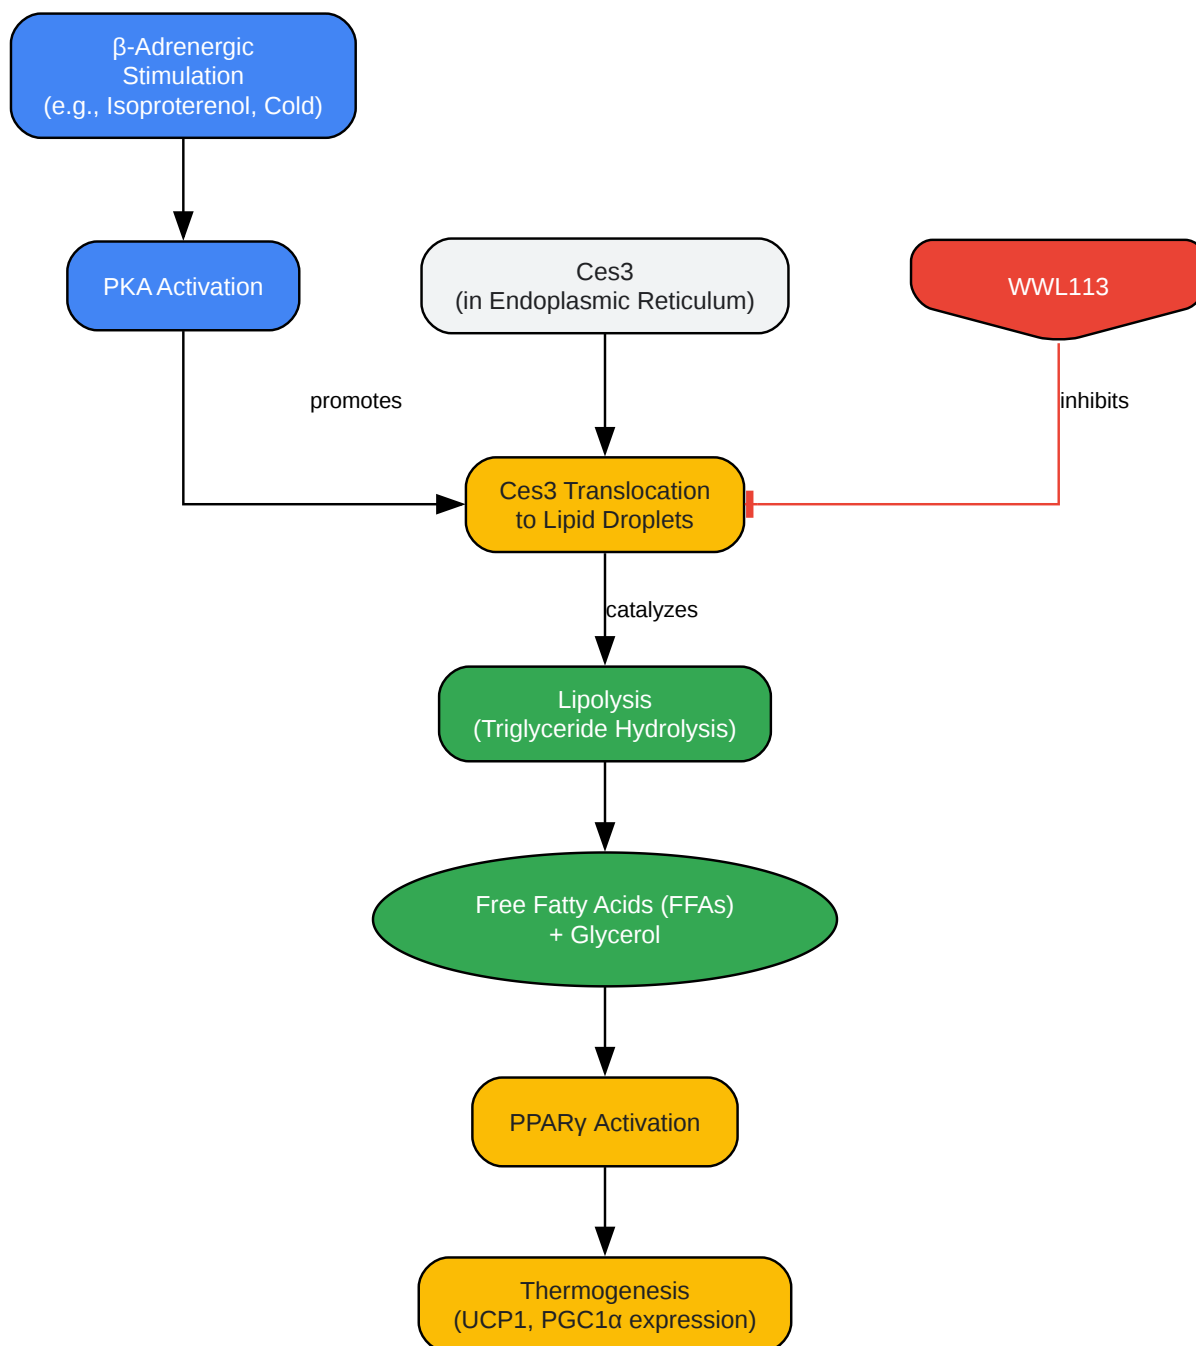 β-Adrenergic
Stimulation
(e.g., Isoproterenol, Cold)
PKA Activation
Ces3
(in Endoplasmic Reticulum)
WWL113
promotes
inhibits
Ces3 Translocation
to Lipid Droplets
catalyzes
Lipolysis
(Triglyceride Hydrolysis)
Free Fatty Acids (FFAs)
+ Glycerol
PPARγ Activation
Thermogenesis
(UCP1, PGC1α expression)